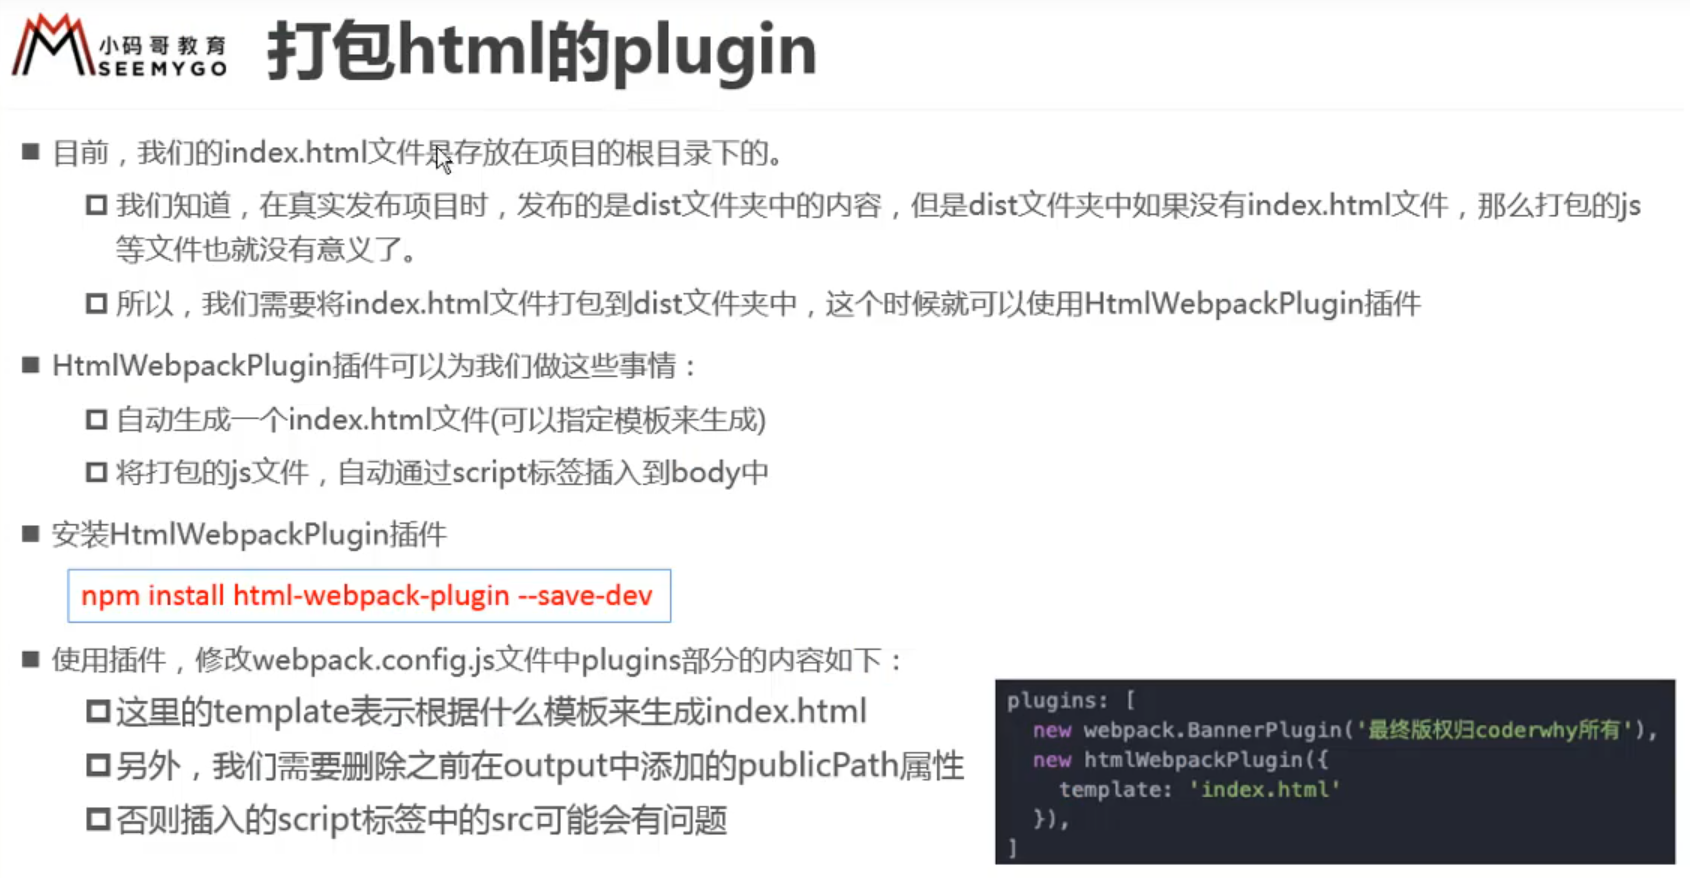 小码哥教育
SEEMYGO
打包html的plugin
目前，我们的index.html文件是存放在项目的根目录下的。
我们知道，在真实发布项目时，发布的是dist文件夹中的内容，但是dist文件夹中如果没有index.html文件，那么打包的js
等文件也就没有意义了。
所以，我们需要将index.html文件打包到dist文件夹中，这个时候就可以使用HtmlWebpackPlugin插件
HtmlWebpackPlugin插件可以为我们做这些事情：
自动生成一个index.html文件(可以指定模板来生成)
将打包的js文件，自动通过script标签插入到body中
安装HtmlWebpackPlugin插件
npm install html-webpack-plugin --save-dev
使用插件，修改webpack.config.js文件中plugins部分的内容如下：
这里的template表示根据什么模板来生成index.html
另外，我们需要删除之前在output中添加的publicPath属性
否则插入的script标签中的src可能会有问题
plugins: [
new webpack.BannerPlugin('最终版权归coderwhy所有'),
new htmlWebpackPlugin({
template: 'index.html'
}),
]